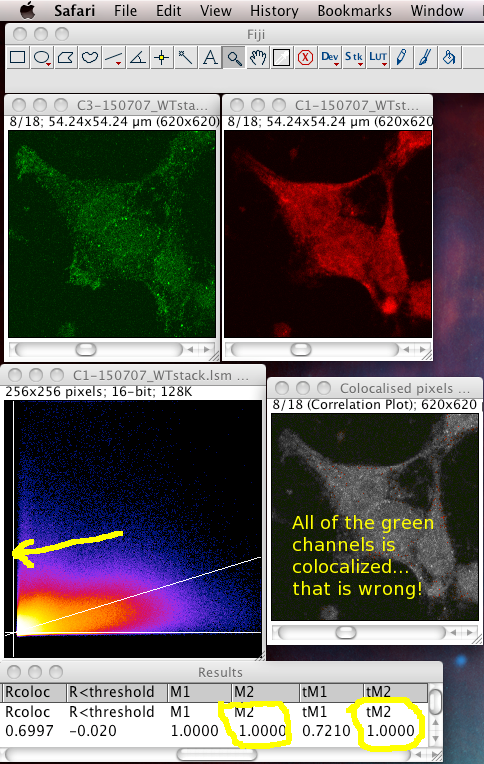 Safari File Edit View History Bookmarks Window
Fiji
Dev Stk LUT
C3-150707_WTsta...
8/18; 54.24x54.24 µm (620x620)
C1-150707_WTst...
8/18; 54.24x54.24 µm (620x620
C1-150707_WTstack.lsm ...
256x256 pixels; 16-bit; 128K
Colocalised pixels ...
8/18 (Correlation Plot); 620x620
All of the green
channels is
colocalized...
that is wrong!
Results
Rcoloc R<threshold M1 M2 tM1 tM2
Rcoloc R<threshold M1 M2 tM1 tM2
0.6997 -0.020 1.0000 1.0000 0.7210 1.0000